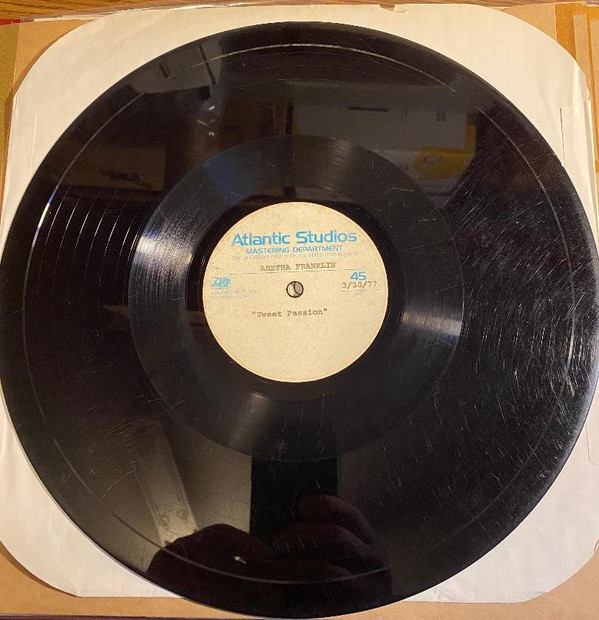 Atlantic Studios
MASTERING DEPARTMENT
ARETHA FRANKLIN
45
3/30/77
"Sweet Passion"